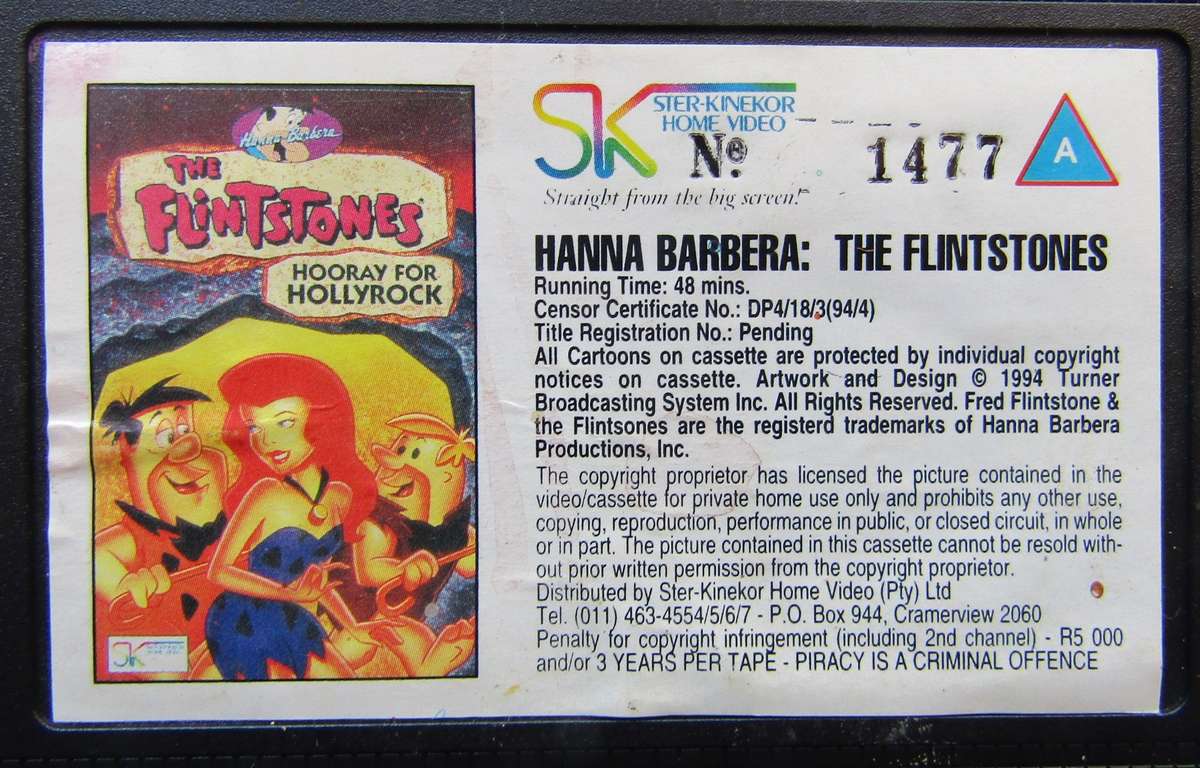 Hanna-Barbera
THE
FLINTSTONES
HOORAY FOR
HOLLYROCK
SK
SK
STER-KINEKOR
HOME VIDEO
Nº. 1477
A
Straight from the big screen!
HANNA BARBERA: THE FLINTSTONES
Running Time: 48 mins.
Censor Certificate No.: DP4/18/3(94/4)
Title Registration No.: Pending
All Cartoons on cassette are protected by individual copyright
notices on cassette. Artwork and Design © 1994 Turner
Broadcasting System Inc. All Rights Reserved. Fred Flintstone &
the Flintsones are the registerd trademarks of Hanna Barbera
Productions, Inc.
The copyright proprietor has licensed the picture contained in the
video/cassette for private home use only and prohibits any other use,
copying, reproduction, performance in public, or closed circuit, in whole
or in part. The picture contained in this cassette cannot be resold with-
out prior written permission from the copyright proprietor.
Distributed by Ster-Kinekor Home Video (Pty) Ltd
Tel. (011) 463-4554/5/6/7 - P.O. Box 944, Cramerview 2060
Penalty for copyright infringement (including 2nd channel) - R5 000
and/or 3 YEARS PER TAPE - PIRACY IS A CRIMINAL OFFENCE